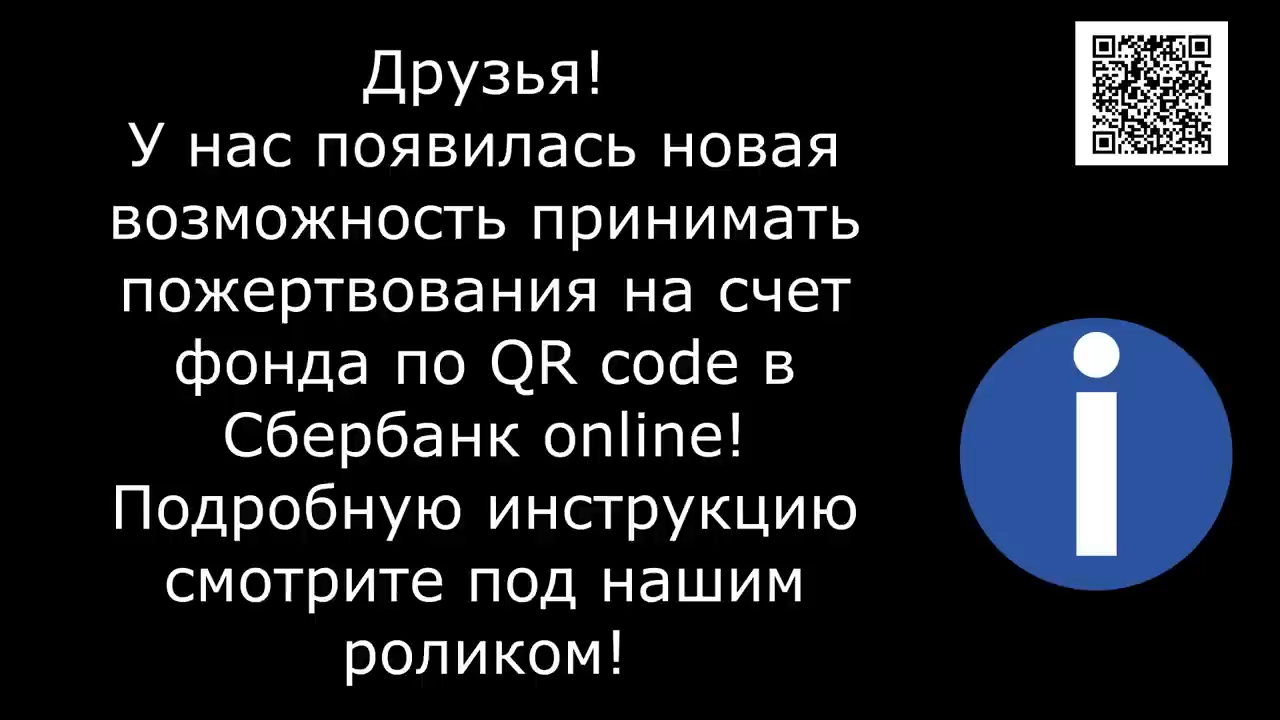 Друзья!
У нас появилась новая
возможность принимать
пожертвования на счет
фонда по QR code в
Сбербанк online!
Подробную инструкцию
смотрите под нашим
роликом!
i